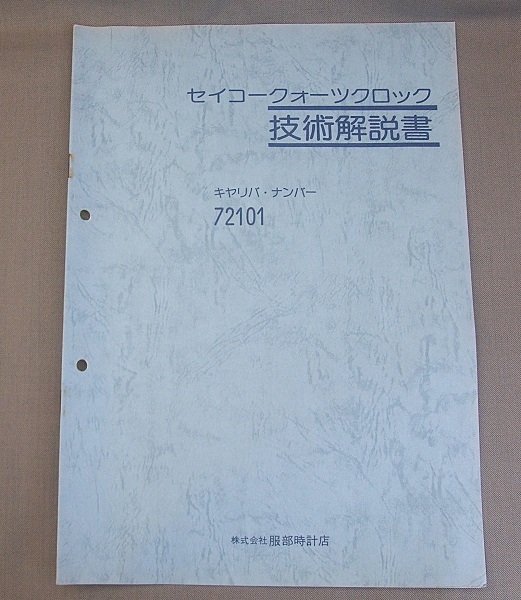 セイコークォーツクロック
技術解説書
キヤリバ・ナンバー
72101
株式会社 服部時計店